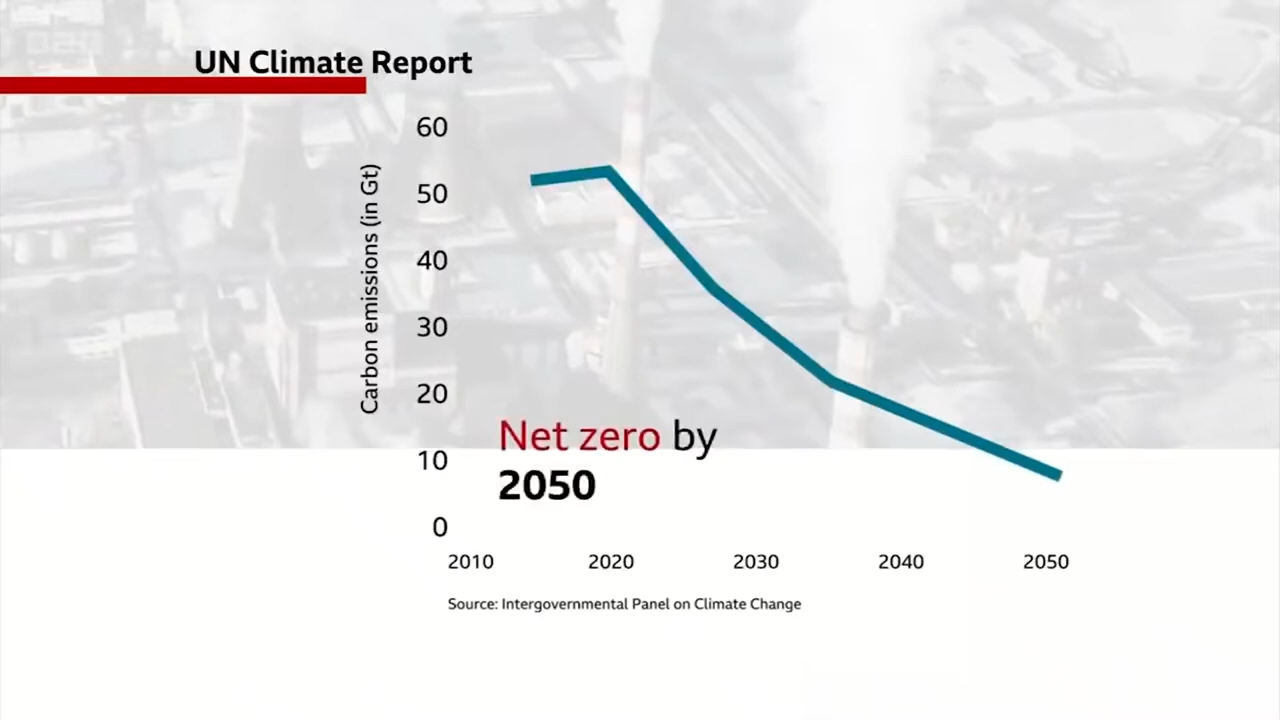 UN Climate Report
Carbon emissions (in Gt)
60
50
40
30
20
10
0
Net zero by
2050
2010 2020 2030 2040 2050
Source: Intergovernmental Panel on Climate Change